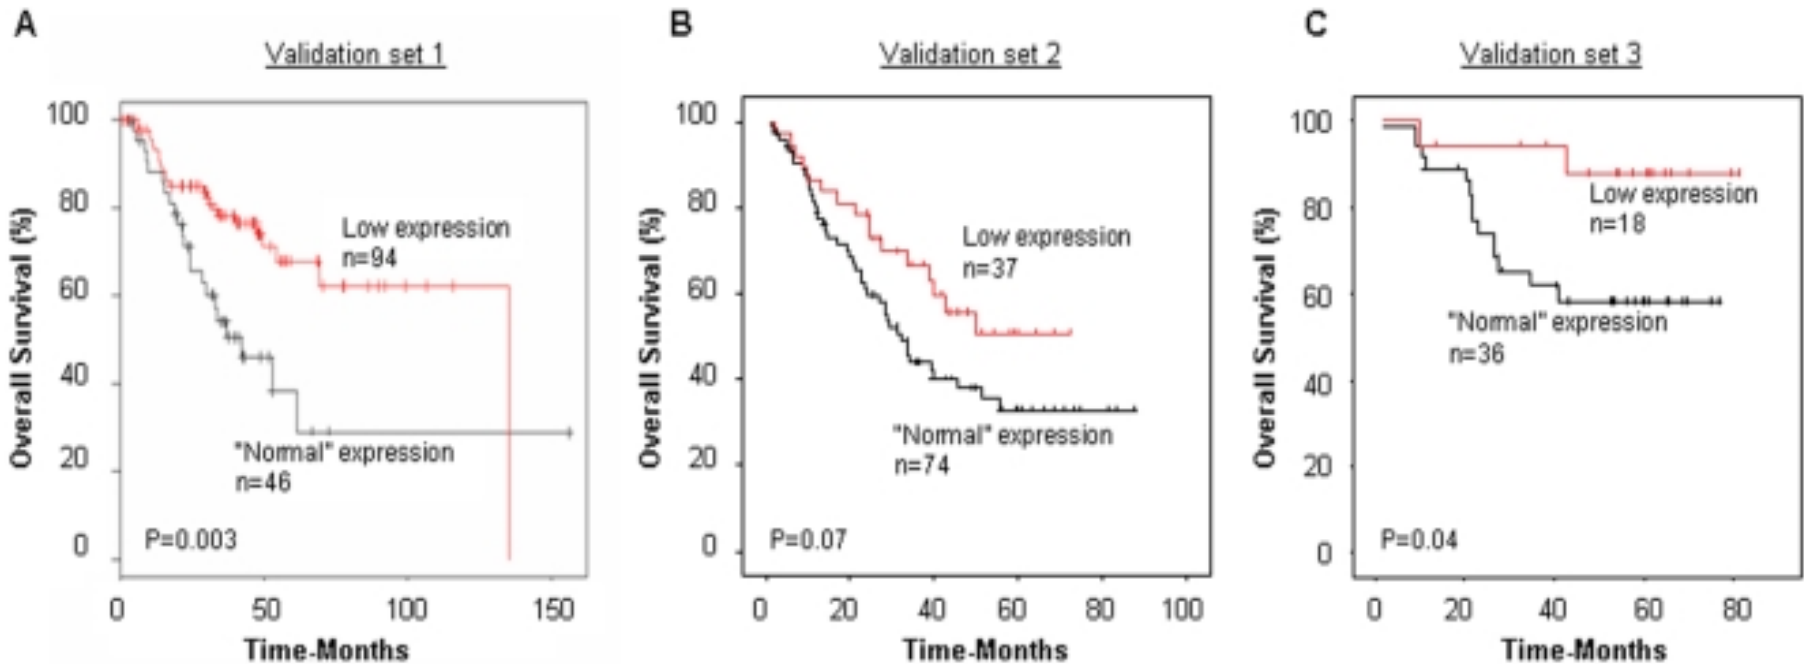 A
Validation set 1
Overall Survival (%)
100
80
60
40
20
0
Low expression
n=94
"Normal" expression
n=46
P=0.003
0 50 100 150
Time-Months
B
Validation set 2
Overall Survival (%)
100
80
60
40
20
0
Low expression
n=37
"Normal" expression
n=74
P=0.07
0 20 40 60 80 100
Time-Months
C
Validation set 3
Overall Survival (%)
100
80
60
40
20
0
Low expression
n=18
"Normal" expression
n=36
P=0.04
0 20 40 60 80
Time-Months